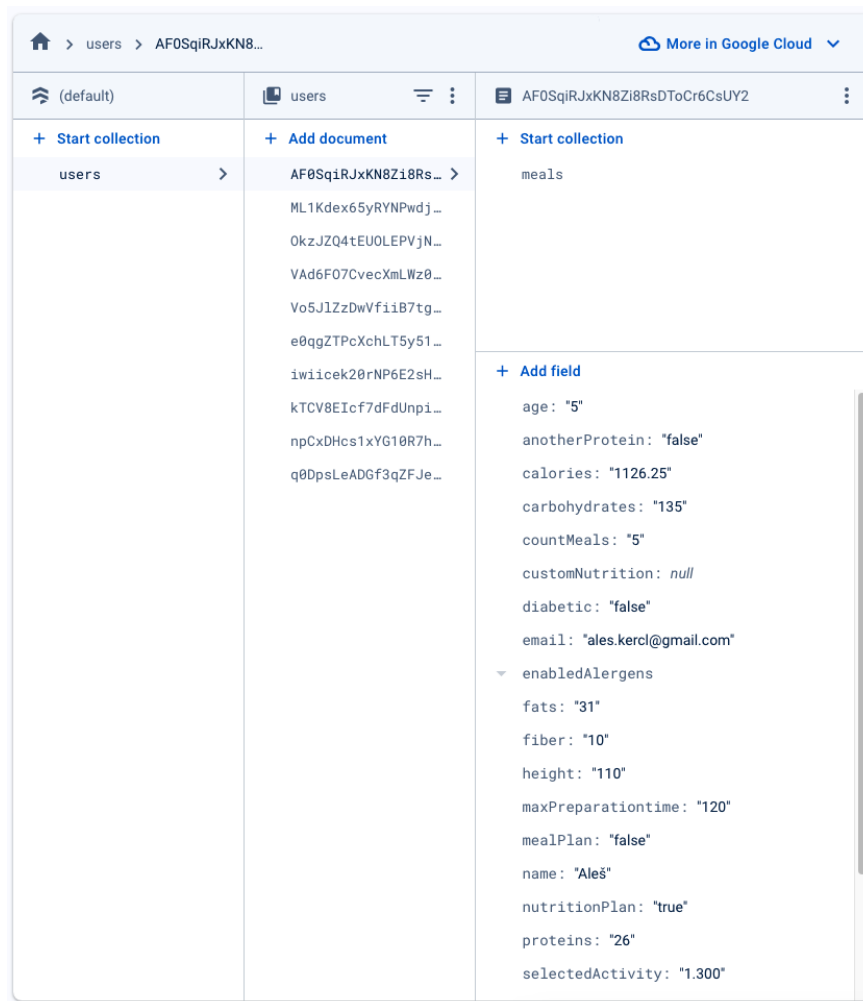 users AF0SqiRJxKN8… More in Google Cloud
(default)
+ Start collection
users
users
+ Add document
AF0SqiRJxKN8Zi8Rs…
ML1Kdex65yRYNPwdj…
OkzJZQ4tEUOLEPVjN…
VAd6FO7CvecXmLWz0…
Vo5JlZzDwVfiiB7tg…
e0qgZTPcXchLT5y51…
iwiicek20rNP6E2sH…
kTCV8EIcf7dFdUnpi…
npCxDHcs1xYG10R7h…
q0DpsLeADGf3qZFJe…
AF0SqiRJxKN8Zi8RsDToCr6CsUY2
+ Start collection
meals
+ Add field
age: "5"
anotherProtein: "false"
calories: "1126.25"
carbohydrates: "135"
countMeals: "5"
customNutrition: null
diabetic: "false"
email: "ales.kercl@gmail.com"
enabledAlergens
fats: "31"
fiber: "10"
height: "110"
maxPreparationtime: "120"
mealPlan: "false"
name: "Aleš"
nutritionPlan: "true"
proteins: "26"
selectedActivity: "1.300"